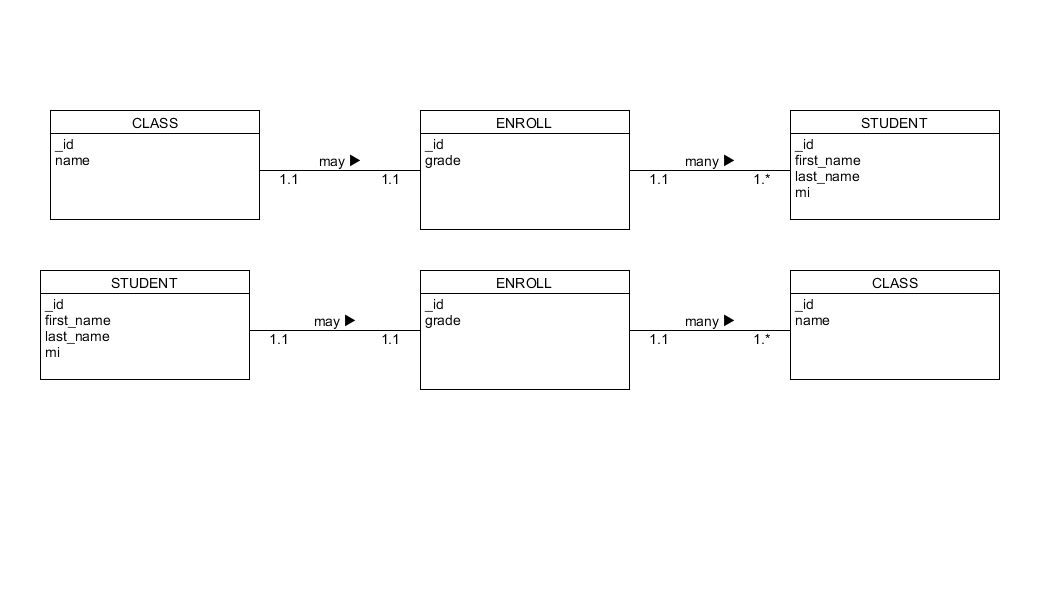 CLASS
_id
name
may ▶
1.1 1.1
ENROLL
_id
grade
many ▶
1.1 1.*
STUDENT
_id
first_name
last_name
mi
STUDENT
_id
first_name
last_name
mi
may ▶
1.1 1.1
ENROLL
_id
grade
many ▶
1.1 1.*
CLASS
_id
name